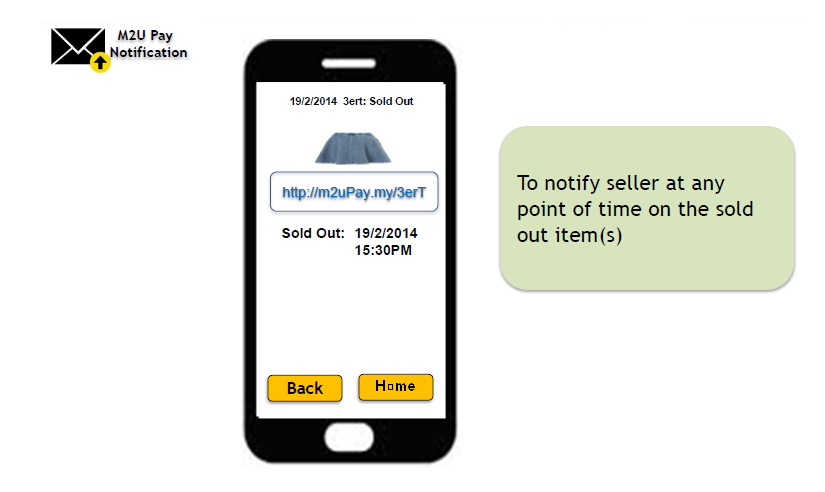 M2U Pay
Notification
19/2/2014 3ert: Sold Out
http://m2uPay.my/3erT
Sold Out: 19/2/2014
15:30PM
To notify seller at any
point of time on the sold
out item(s)
Back
H▯me